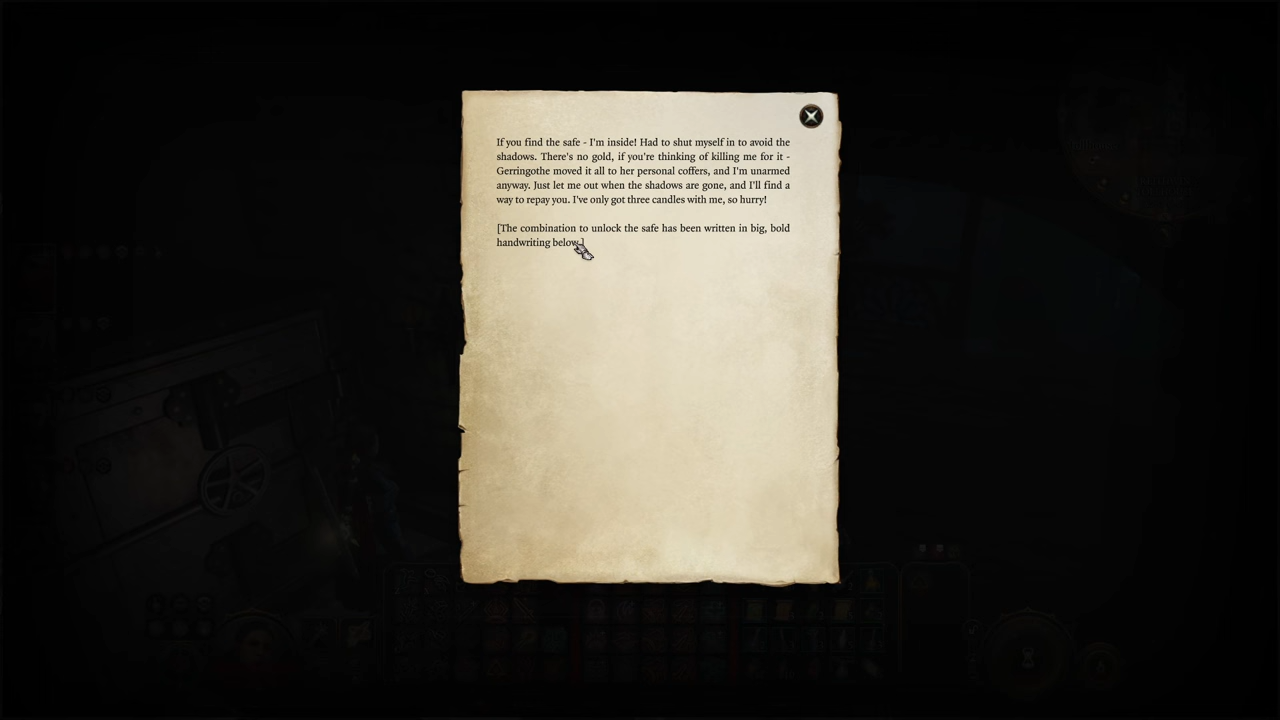 If you find the safe - I'm inside! Had to shut myself in to avoid the
shadows. There's no gold, if you're thinking of killing me for it -
Gerringothe moved it all to her personal coffers, and I'm unarmed
anyway. Just let me out when the shadows are gone, and I'll find a
way to repay you. I've only got three candles with me, so hurry!
[The combination to unlock the safe has been written in big, bold
handwriting below.]